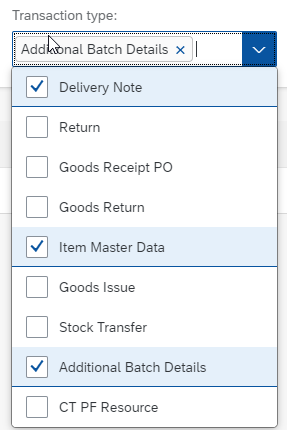 Transaction type:
Additional Batch Details
Delivery Note
Return
Goods Receipt PO
Goods Return
Item Master Data
Goods Issue
Stock Transfer
Additional Batch Details
CT PF Resource